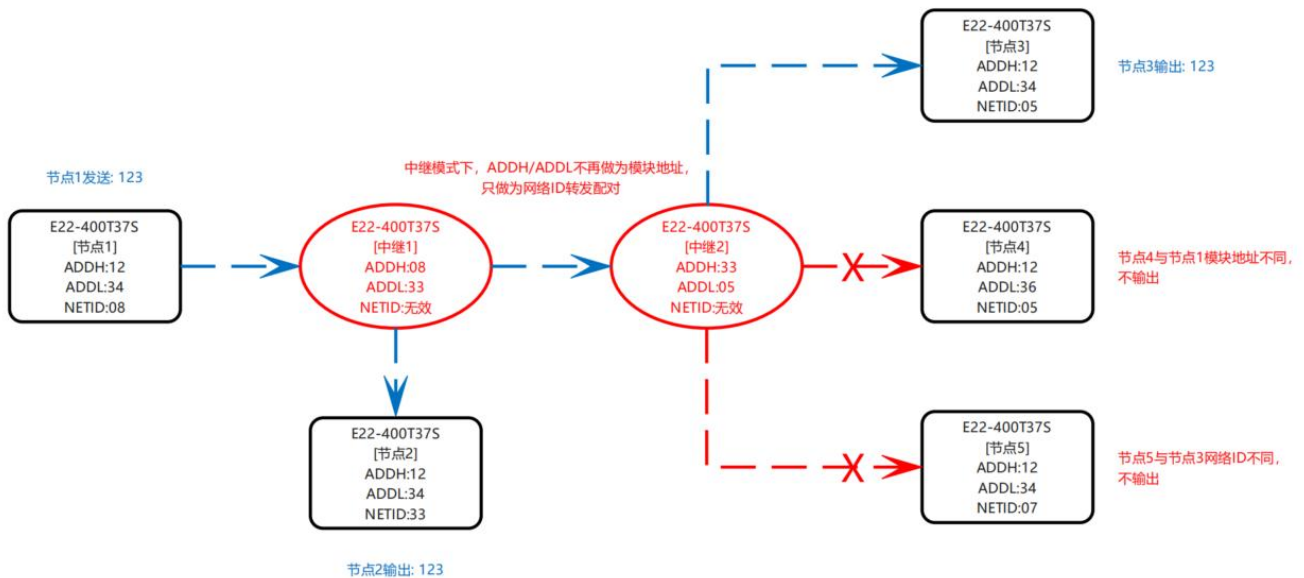 E22-400T37S
[节点3]
ADDH:12
ADDL:34
NETID:05
节点3输出: 123
中继模式下，ADDH/ADDL不再做为模块地址，
只做为网络ID转发配对
节点1发送: 123
E22-400T37S
[节点1]
ADDH:12
ADDL:34
NETID:08
E22-400T37S
[中继1]
ADDH:08
ADDL:33
NETID:无效
E22-400T37S
[中继2]
ADDH:33
ADDL:05
NETID:无效
X
E22-400T37S
[节点4]
ADDH:12
ADDL:36
NETID:05
节点4与节点1模块地址不同，
不输出
E22-400T37S
[节点2]
ADDH:12
ADDL:34
NETID:33
节点2输出: 123
X
E22-400T37S
[节点5]
ADDH:12
ADDL:34
NETID:07
节点5与节点3网络ID不同，
不输出